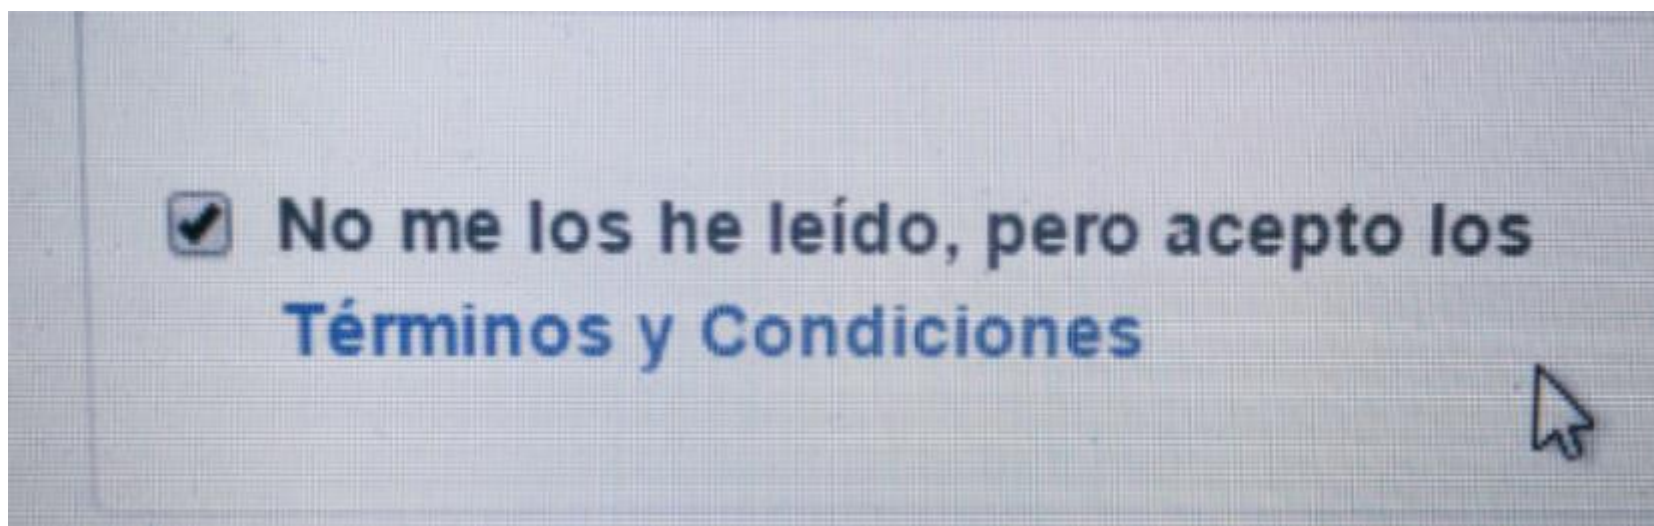 No me los he leído, pero acepto los
Términos y Condiciones